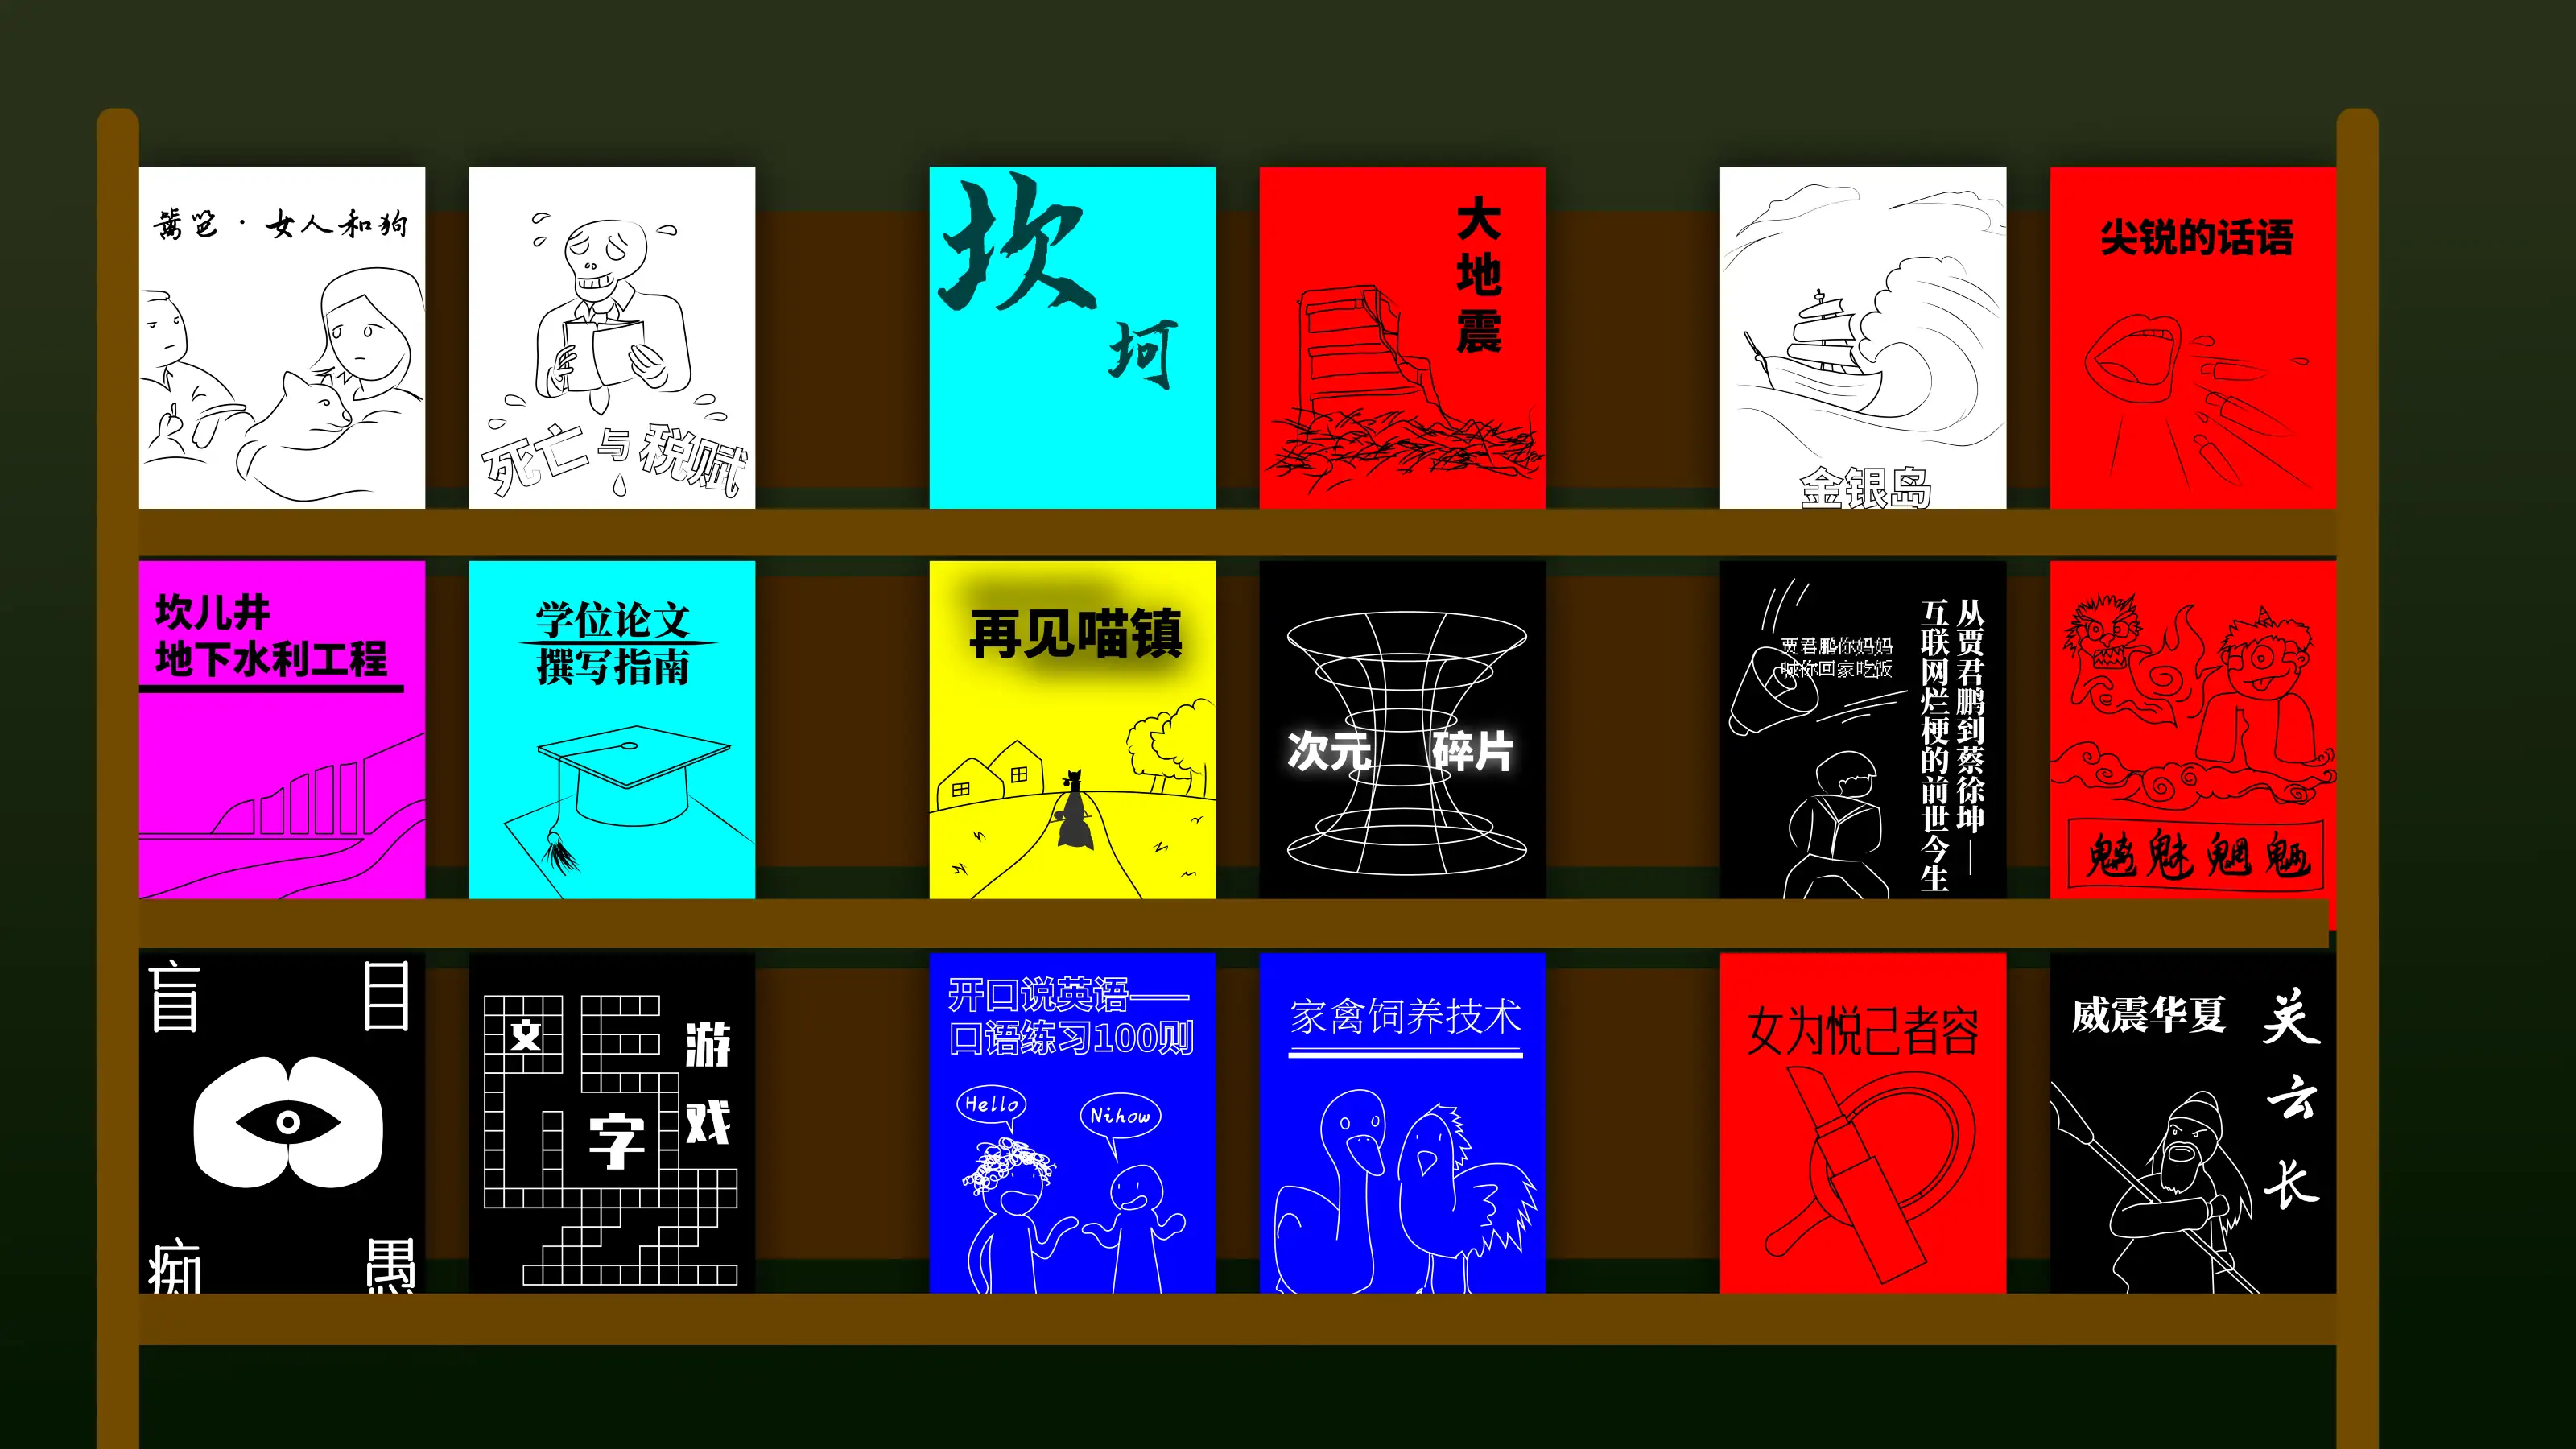 篱笆·女人和狗
死亡与税赋
坎
坷
大地震
金银岛
尖锐的话语
坎儿井
地下水利工程
学位论文
撰写指南
再见喵镇
次元 碎片
贾君鹏你妈妈
喊你回家吃饭
从贾君鹏到蔡徐坤——
互联网烂梗的前世今生
魑魅魍魉
盲 目
痴 愚
文
字
游
戏
开口说英语——
口语练习100则
Hello
Nihow
家禽饲养技术
女为悦己者容
威震华夏
关云长